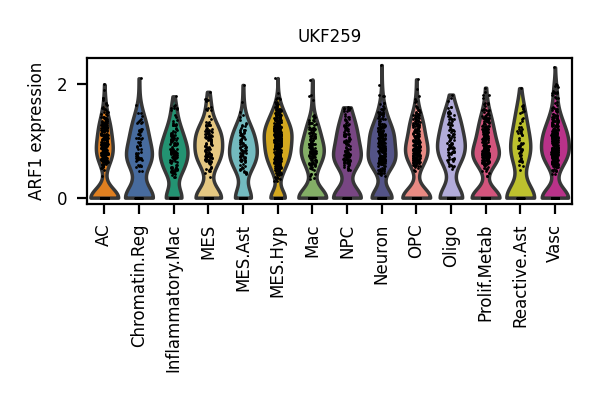 UKF259
ARF1 expression
2
0
AC
Chromatin.Reg
Inflammatory.Mac
MES
MES.Ast
MES.Hyp
Mac
NPC
Neuron
OPC
Oligo
Prolif.Metab
Reactive.Ast
Vasc